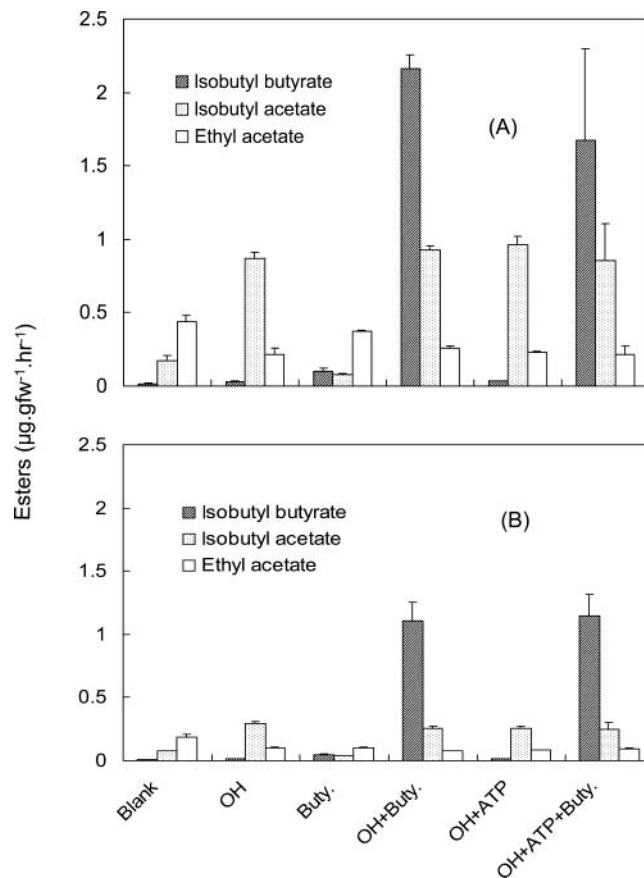 Esters (µg.gfw⁻¹.hr⁻¹)
2.5
2
1.5
1
0.5
0
Isobutyl butyrate
Isobutyl acetate
Ethyl acetate
(A)
2.5
2
1.5
1
0.5
0
Isobutyl butyrate
Isobutyl acetate
Ethyl acetate
(B)
Blank
OH
Buty.
OH+Buty.
OH+ATP
OH+ATP+Buty.